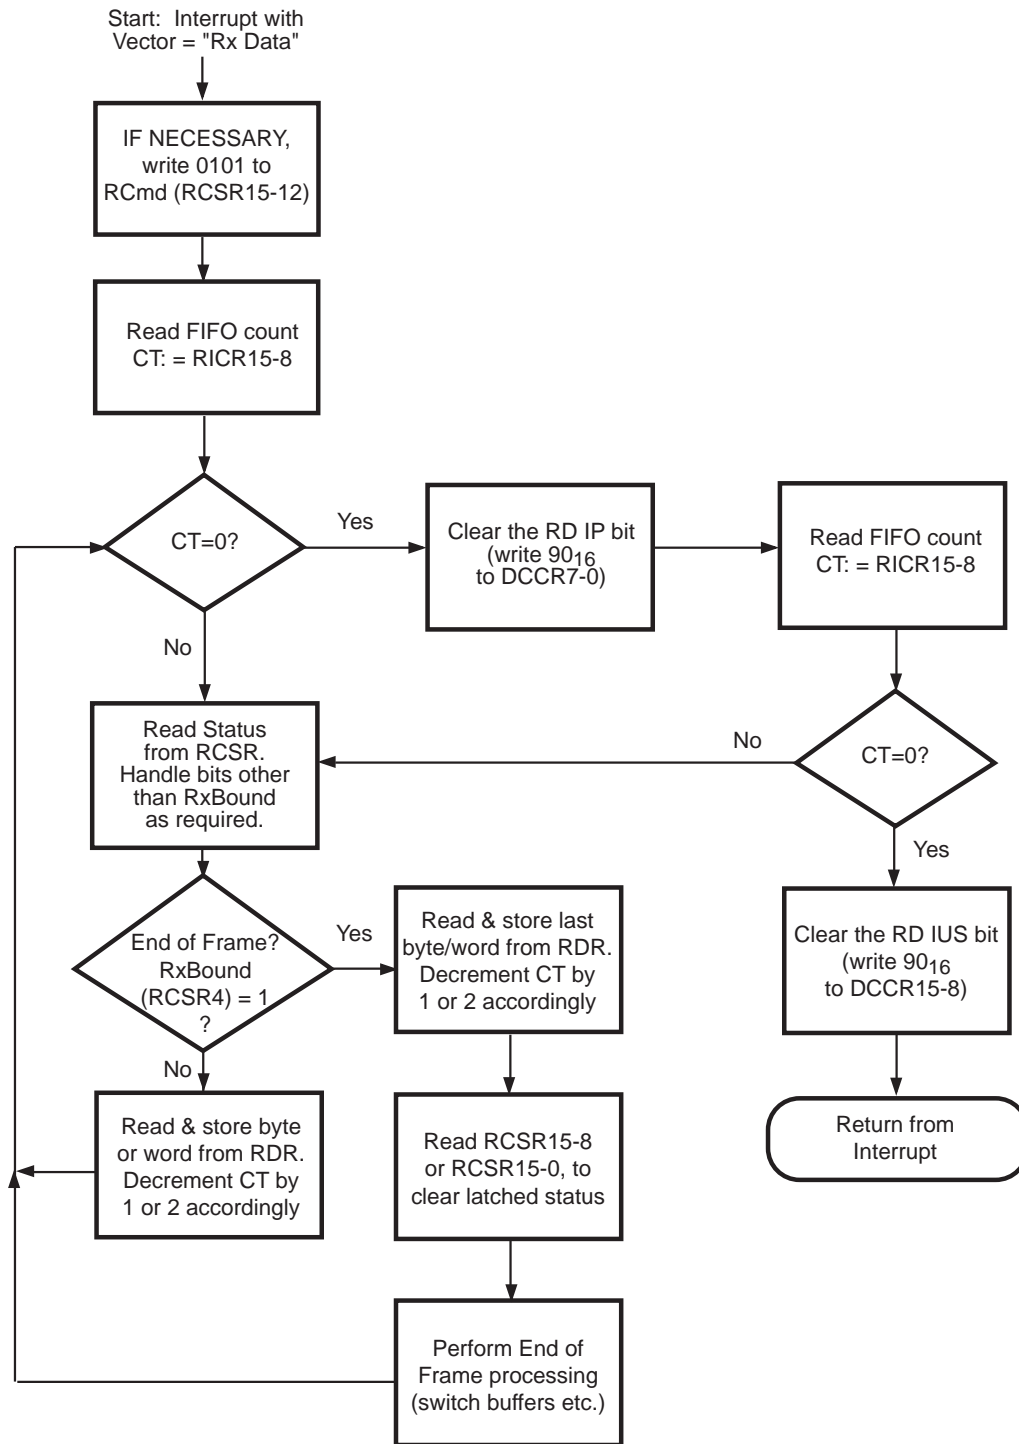 Start: Interrupt with
Vector = "Rx Data"
IF NECESSARY,
write 0101 to
RCmd (RCSR15-12)
Read FIFO count
CT: = RICR15-8
CT=0?
Yes
Clear the RD IP bit
(write 90₁₆
to DCCR7-0)
Read FIFO count
CT: = RICR15-8
No
Read Status
from RCSR.
Handle bits other
than RxBound
as required.
No
CT=0?
Yes
End of Frame?
RxBound
(RCSR4) = 1
?
Yes
Read & store last
byte/word from RDR.
Decrement CT by
1 or 2 accordingly
Clear the RD IUS bit
(write 90₁₆
to DCCR15-8)
No
Read & store byte
or word from RDR.
Decrement CT by
1 or 2 accordingly
Read RCSR15-8
or RCSR15-0, to
clear latched status
Return from
Interrupt
Perform End of
Frame processing
(switch buffers etc.)